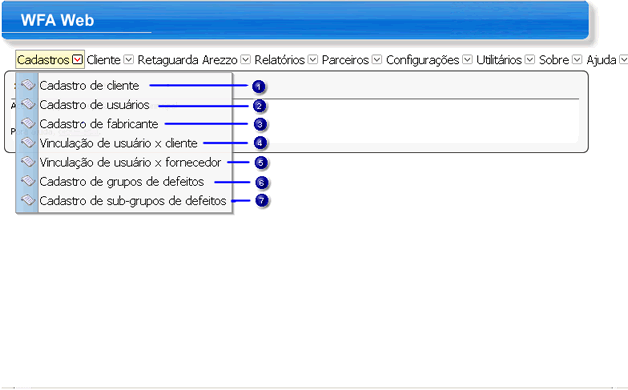 WFA Web
Cadastros Cliente Retaguarda Arezzo Relatórios Parceiros Configurações Utilitários Sobre Ajuda
Cadastro de cliente 1
Cadastro de usuários 2
Cadastro de fabricante 3
Vinculação de usuário x cliente 4
Vinculação de usuário x fornecedor 5
Cadastro de grupos de defeitos 6
Cadastro de sub-grupos de defeitos 7